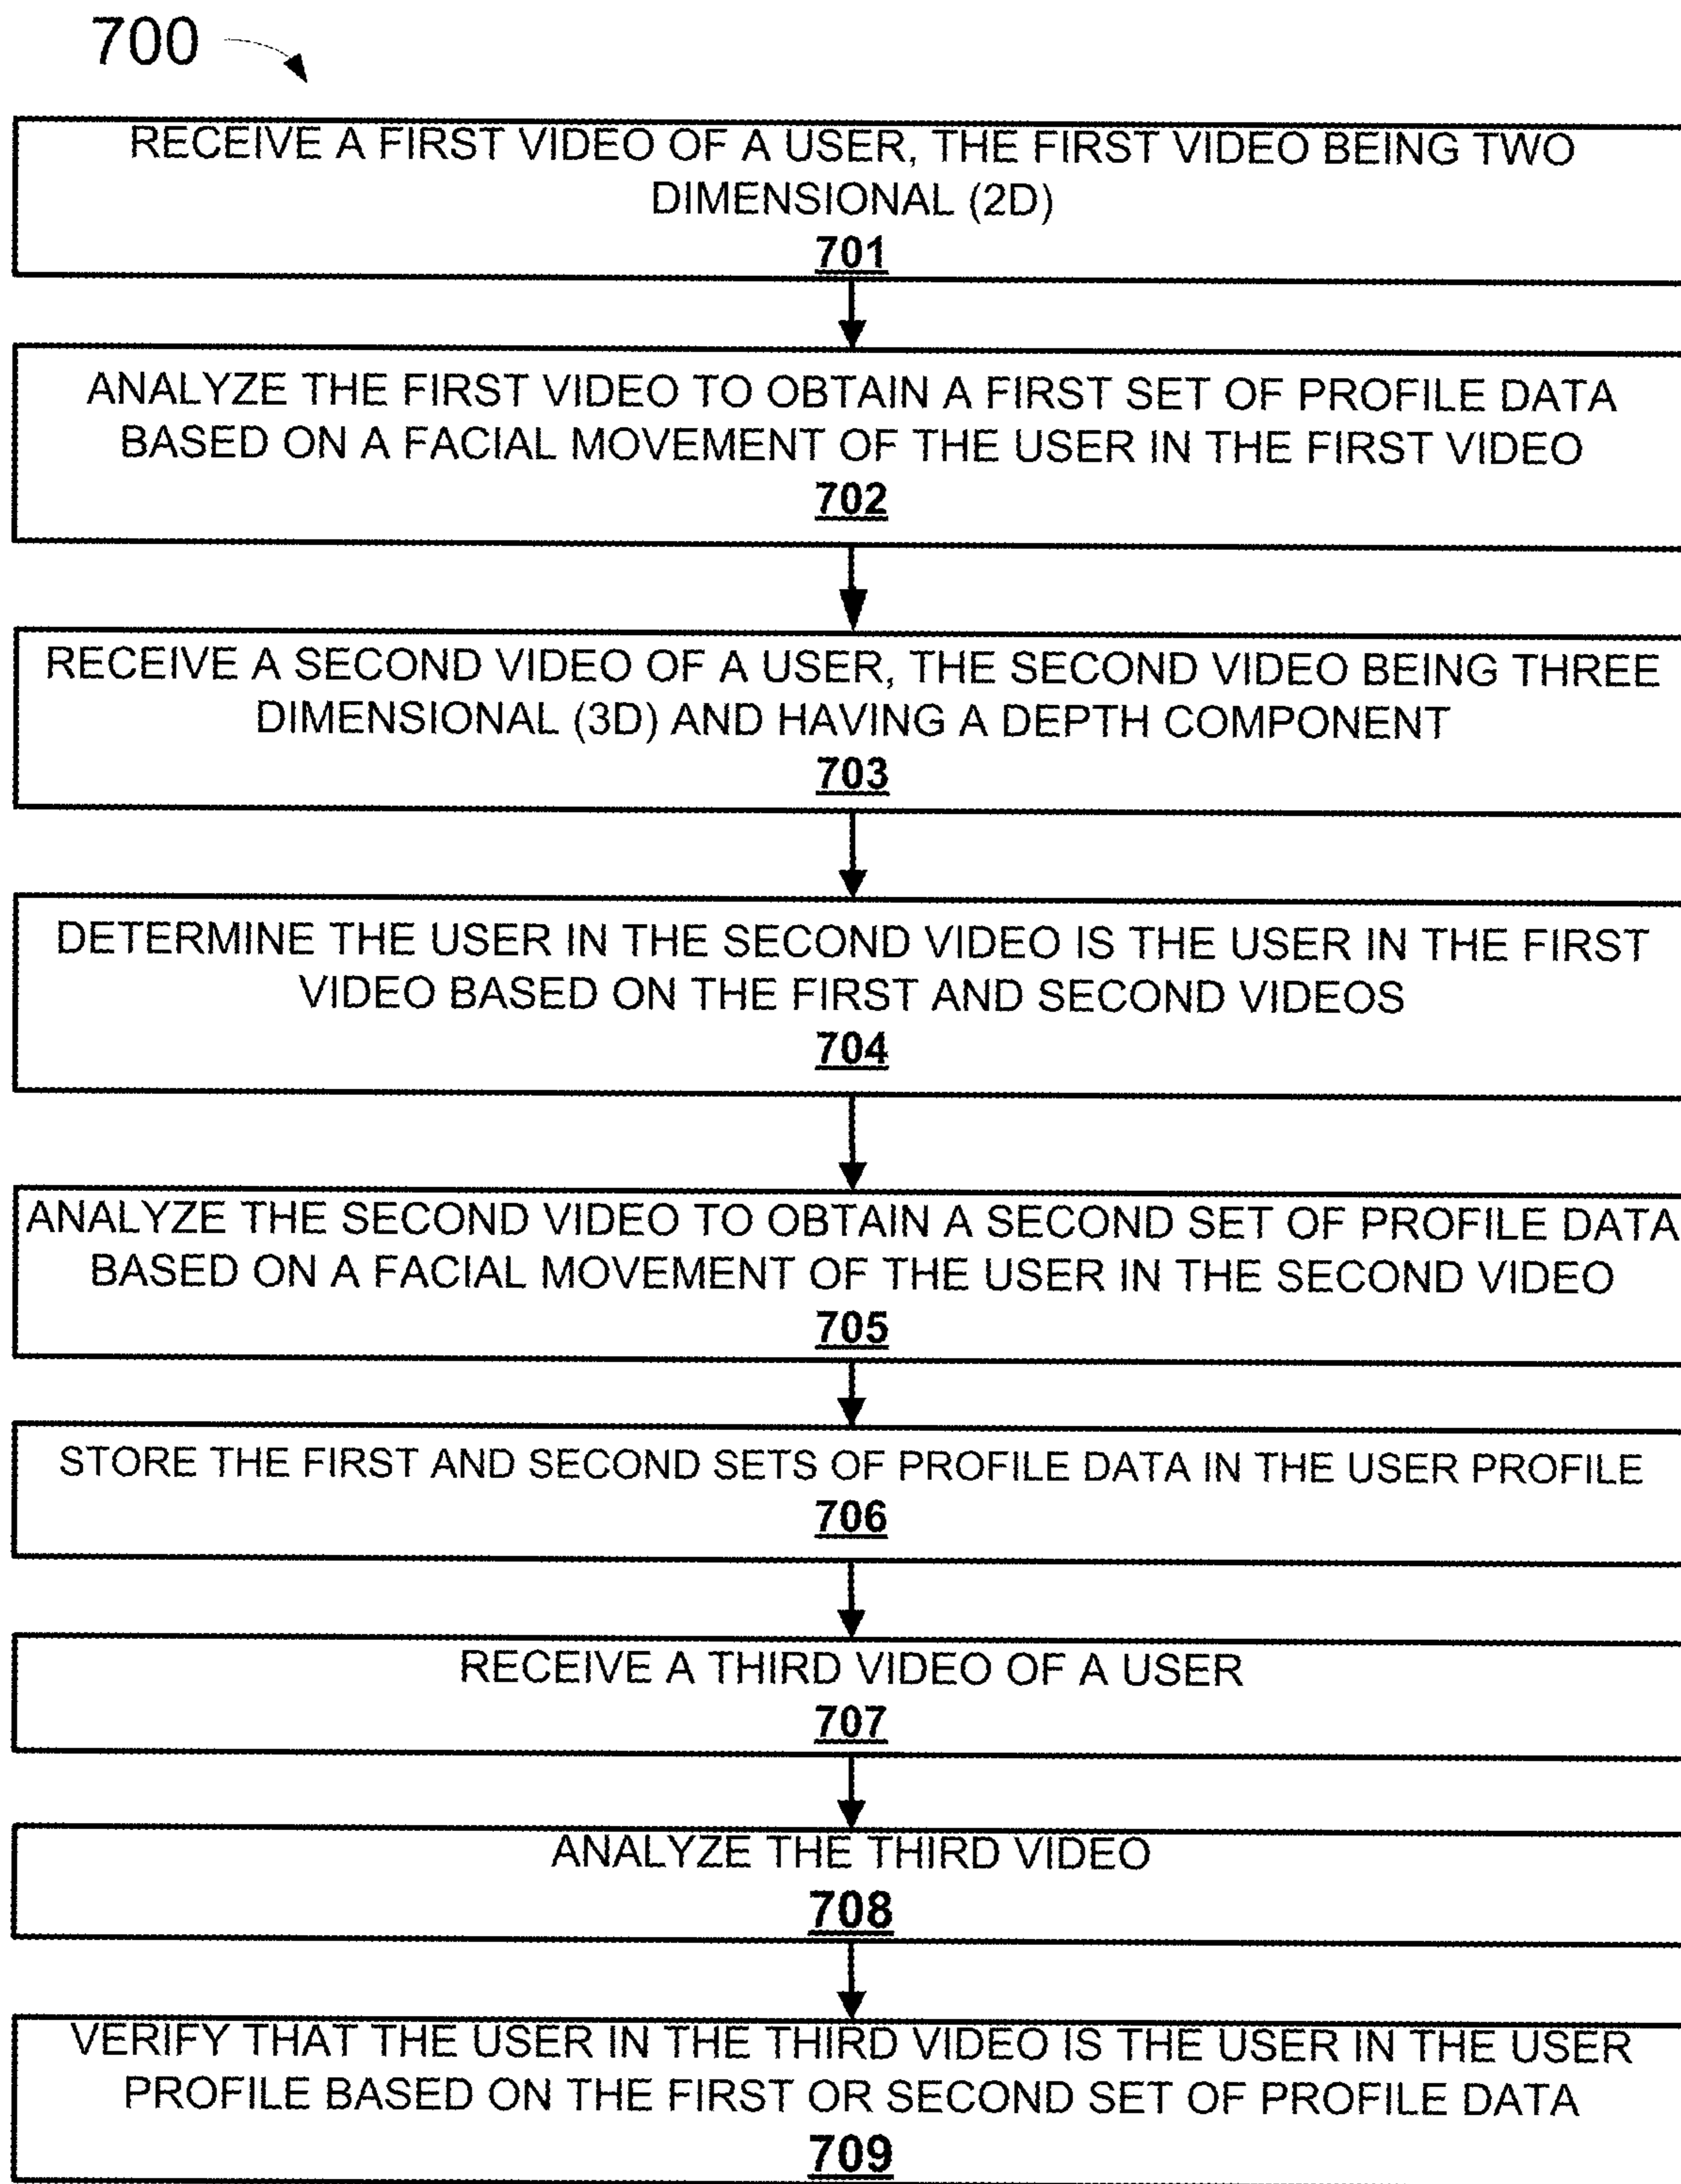 700
RECEIVE A FIRST VIDEO OF A USER, THE FIRST VIDEO BEING TWO
DIMENSIONAL (2D)
701
ANALYZE THE FIRST VIDEO TO OBTAIN A FIRST SET OF PROFILE DATA
BASED ON A FACIAL MOVEMENT OF THE USER IN THE FIRST VIDEO
702
RECEIVE A SECOND VIDEO OF A USER, THE SECOND VIDEO BEING THREE
DIMENSIONAL (3D) AND HAVING A DEPTH COMPONENT
703
DETERMINE THE USER IN THE SECOND VIDEO IS THE USER IN THE FIRST
VIDEO BASED ON THE FIRST AND SECOND VIDEOS
704
ANALYZE THE SECOND VIDEO TO OBTAIN A SECOND SET OF PROFILE DATA
BASED ON A FACIAL MOVEMENT OF THE USER IN THE SECOND VIDEO
705
STORE THE FIRST AND SECOND SETS OF PROFILE DATA IN THE USER PROFILE
706
RECEIVE A THIRD VIDEO OF A USER
707
ANALYZE THE THIRD VIDEO
708
VERIFY THAT THE USER IN THE THIRD VIDEO IS THE USER IN THE USER
PROFILE BASED ON THE FIRST OR SECOND SET OF PROFILE DATA
709